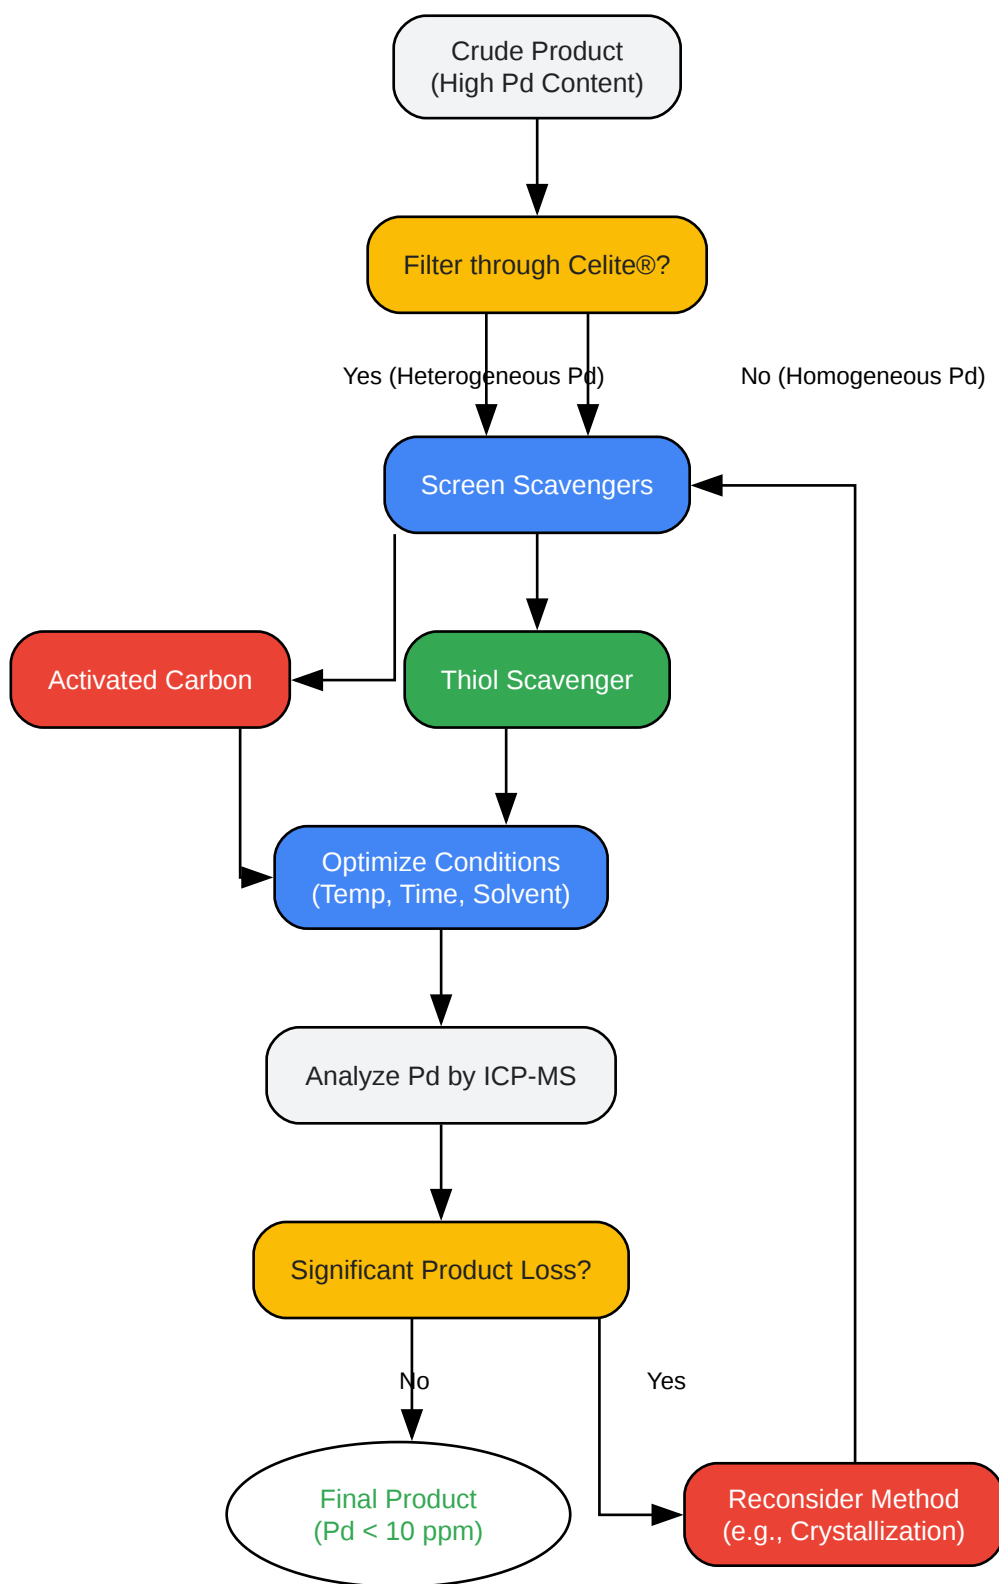 Crude Product
(High Pd Content)
Filter through Celite®?
Yes (Heterogeneous Pd)
No (Homogeneous Pd)
Screen Scavengers
Activated Carbon
Thiol Scavenger
Optimize Conditions
(Temp, Time, Solvent)
Analyze Pd by ICP-MS
Significant Product Loss?
No
Yes
Final Product
(Pd < 10 ppm)
Reconsider Method
(e.g., Crystallization)